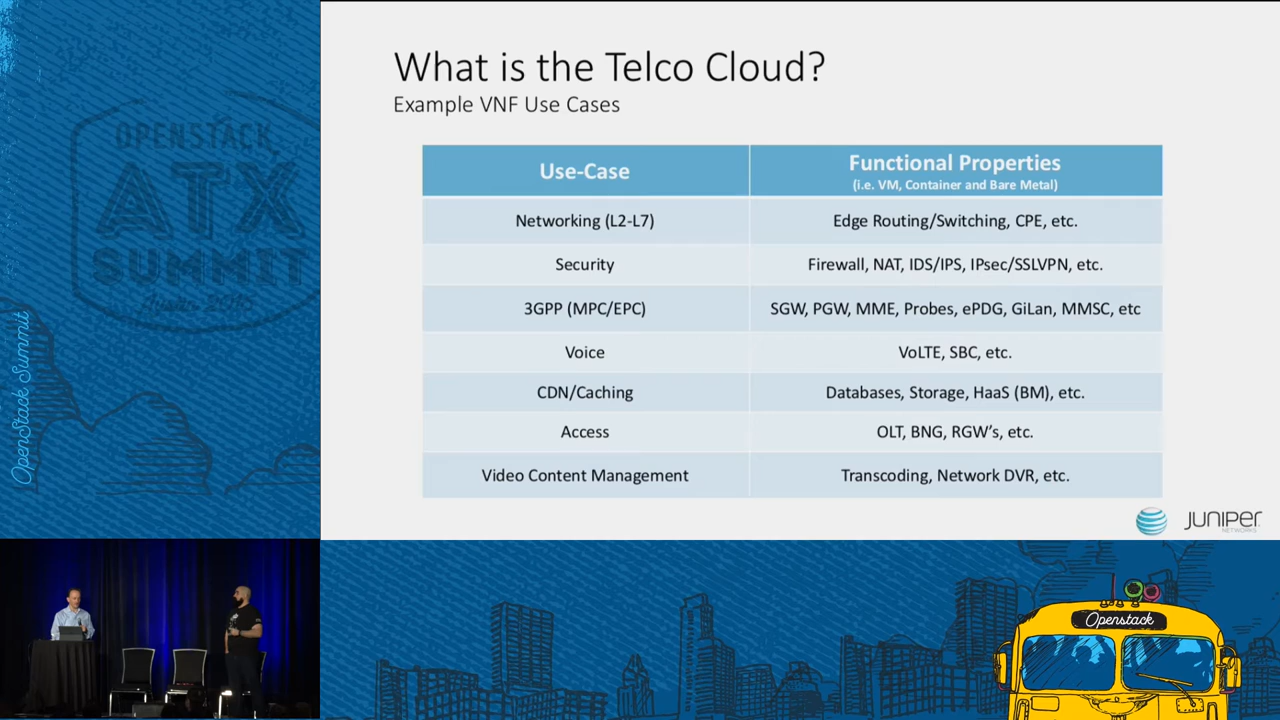 What is the Telco Cloud?
Example VNF Use Cases
Use-Case
Functional Properties
(i.e. VM, Container and Bare Metal)
Networking (L2-L7)
Edge Routing/Switching, CPE, etc.
Security
Firewall, NAT, IDS/IPS, IPsec/SSLVPN, etc.
3GPP (MPC/EPC)
SGW, PGW, MME, Probes, ePDG, GiLan, MMSC, etc
Voice
VoLTE, SBC, etc.
CDN/Caching
Databases, Storage, HaaS (BM), etc.
Access
OLT, BNG, RGW's, etc.
Video Content Management
Transcoding, Network DVR, etc.
JUNIPER
NETWORKS
OPENSTACK
ATX
SUMMIT
Austin 2016
OpenStack Summit
Openstack